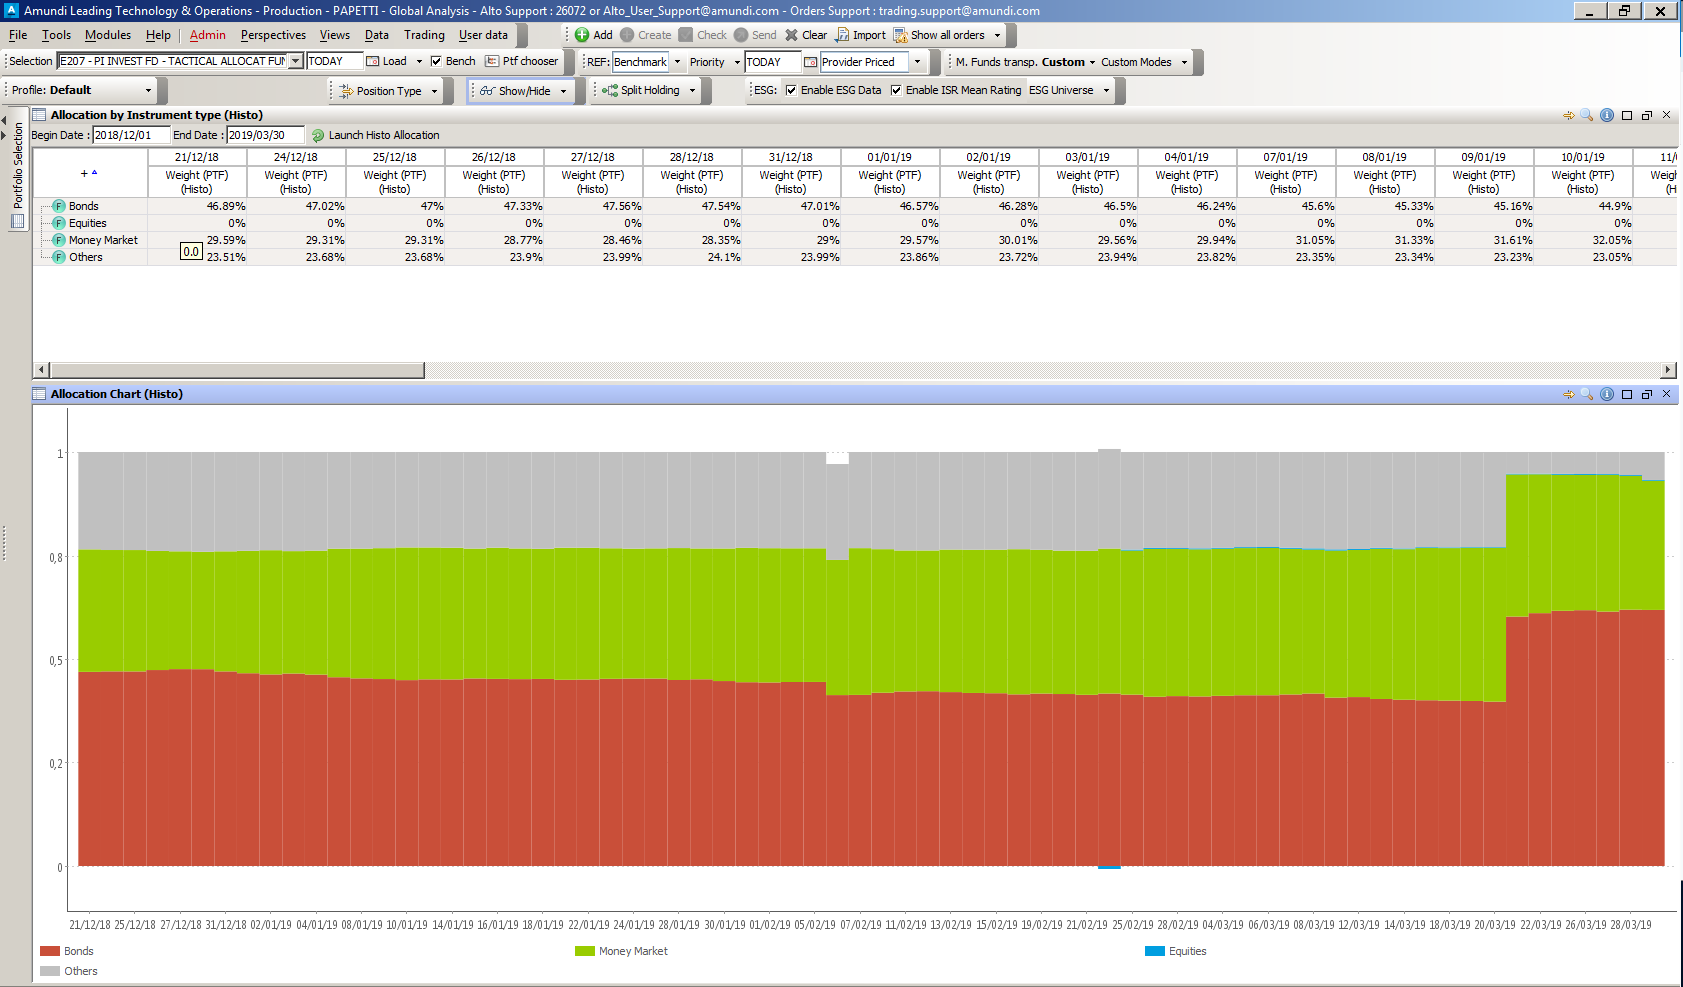 Amundi Leading Technology & Operations - Production - PAPETTI - Global Analysis - Alto Support : 26072 or Alto_User_Support@amundi.com - Orders Support : trading.support@amundi.com
File Tools Modules Help Admin Perspectives Views Data Trading User data Add Create Check Send Clear Import Show all orders
Selection E207 - PI INVEST FD - TACTICAL ALLOCAT FUN TODAY Load Bench Ptf chooser REF: Benchmark Priority TODAY Provider Priced M. Funds transp. Custom Custom Modes
Profile: Default Position Type Show/Hide Split Holding ESG: Enable ESG Data Enable ISR Mean Rating ESG Universe
Portfolio Selection
Allocation by Instrument type (Histo)
Begin Date : 2018/12/01 End Date : 2019/03/30 Launch Histo Allocation
21/12/18 24/12/18 25/12/18 26/12/18 27/12/18 28/12/18 31/12/18 01/01/19 02/01/19 03/01/19 04/01/19 07/01/19 08/01/19 09/01/19 10/01/19 11/
+ Weight (PTF) Weight (PTF) Weight (PTF) Weight (PTF) Weight (PTF) Weight (PTF) Weight (PTF) Weight (PTF) Weight (PTF) Weight (PTF) Weight (PTF) Weight (PTF) Weight (PTF) Weight (PTF) Weight (PTF)
(Histo) (Histo) (Histo) (Histo) (Histo) (Histo) (Histo) (Histo) (Histo) (Histo) (Histo) (Histo) (Histo) (Histo) (Histo)
F Bonds 46.89% 47.02% 47% 47.33% 47.56% 47.54% 47.01% 46.57% 46.28% 46.5% 46.24% 45.6% 45.33% 45.16% 44.9%
F Equities 0% 0% 0% 0% 0% 0% 0% 0% 0% 0% 0% 0% 0% 0% 0%
F Money Market 29.59% 29.31% 29.31% 28.77% 28.46% 28.35% 29% 29.57% 30.01% 29.56% 29.94% 31.05% 31.33% 31.61% 32.05%
0.0
F Others 23.51% 23.68% 23.68% 23.9% 23.99% 24.1% 23.99% 23.86% 23.72% 23.94% 23.82% 23.35% 23.34% 23.23% 23.05%
Allocation Chart (Histo)
1
0,8
0,5
0,2
0
21/12/18 25/12/18 27/12/18 31/12/18 02/01/19 04/01/19 08/01/19 10/01/19 14/01/19 16/01/19 18/01/19 22/01/19 24/01/19 28/01/19 30/01/19 01/02/19 05/02/19 07/02/19 11/02/19 13/02/19 15/02/19 19/02/19 21/02/19 25/02/19 28/02/19 04/03/19 06/03/19 08/03/19 12/03/19 14/03/19 18/03/19 20/03/19 22/03/19 26/03/19 28/03/19
Bonds Money Market Equities
Others